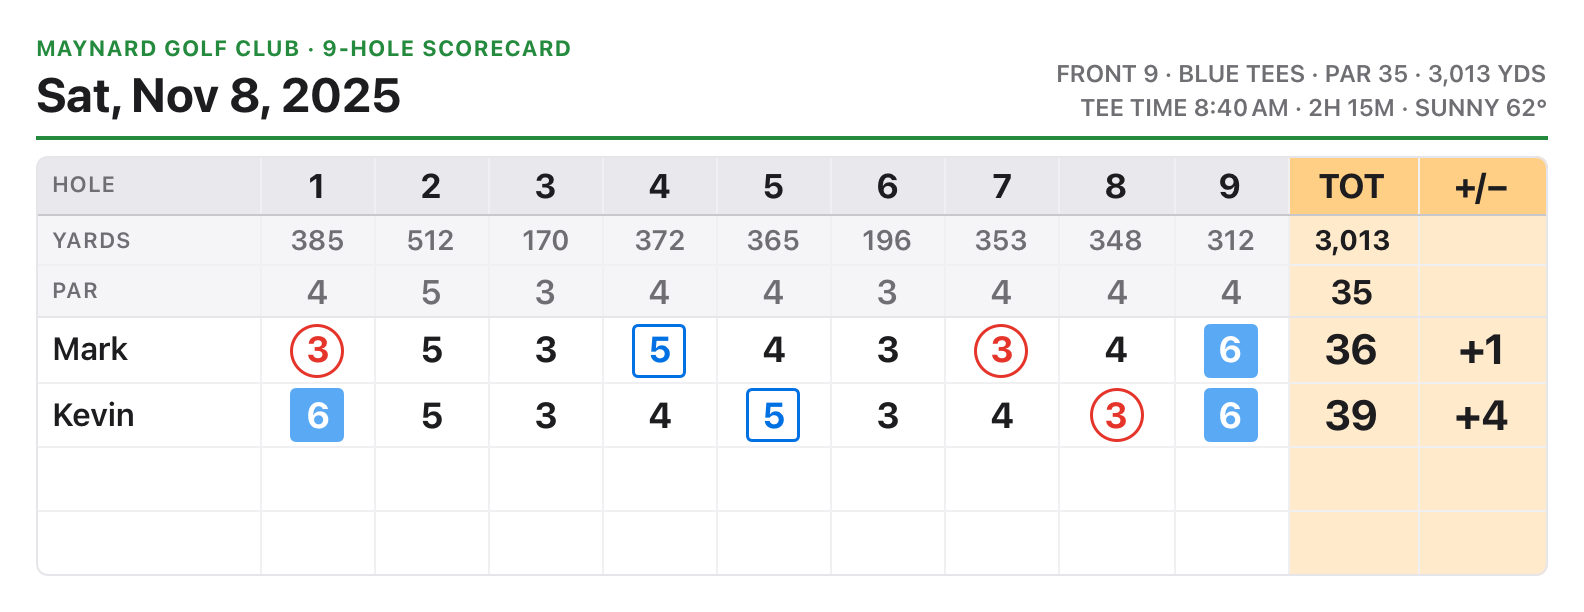 MAYNARD GOLF CLUB · 9-HOLE SCORECARD
Sat, Nov 8, 2025
FRONT 9 · BLUE TEES · PAR 35 · 3,013 YDS
TEE TIME 8:40 AM · 2H 15M · SUNNY 62°
HOLE 1 2 3 4 5 6 7 8 9 TOT +/−
YARDS 385 512 170 372 365 196 353 348 312 3,013
PAR 4 5 3 4 4 3 4 4 4 35
Mark 3 5 3 5 4 3 3 4 6 36 +1
Kevin 6 5 3 4 5 3 4 3 6 39 +4